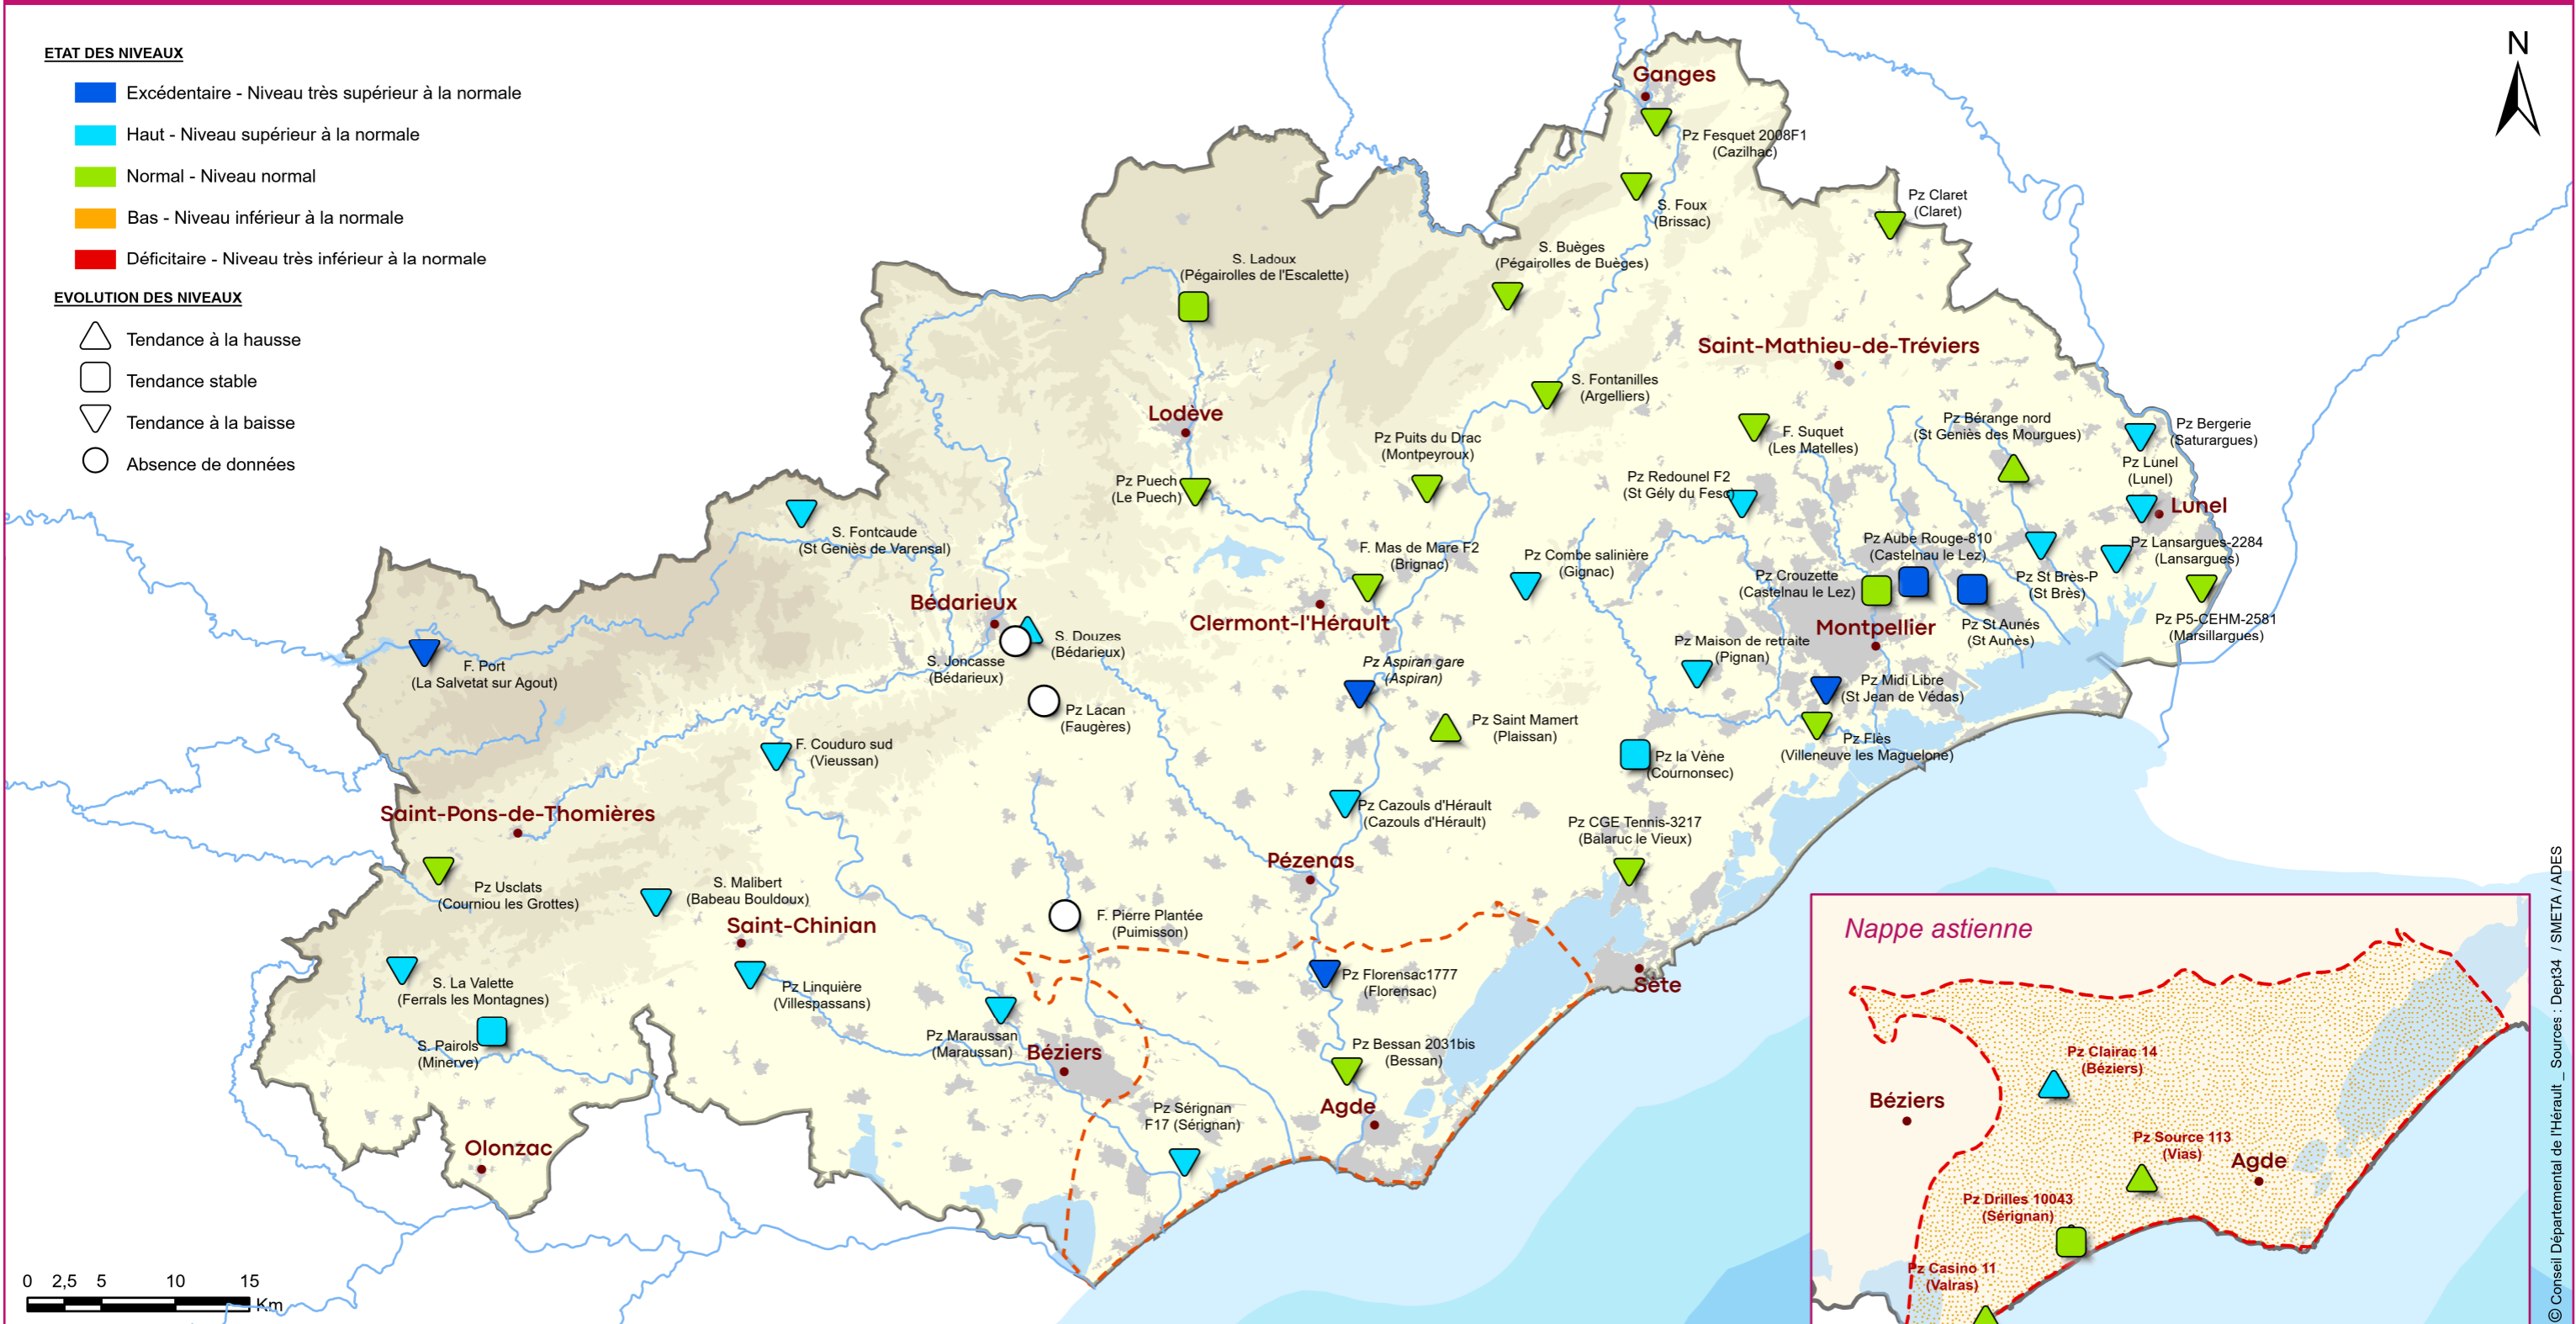 ETAT DES NIVEAUX
Excédentaire - Niveau très supérieur à la normale
Haut - Niveau supérieur à la normale
Normal - Niveau normal
Bas - Niveau inférieur à la normale
Déficitaire - Niveau très inférieur à la normale
EVOLUTION DES NIVEAUX
Tendance à la hausse
Tendance stable
Tendance à la baisse
Absence de données
N
Ganges
Pz Fesquet 2008F1
(Cazilhac)
S. Foux
(Brissac)
Pz Claret
(Claret)
S. Buèges
(Pégairolles de Buèges)
S. Ladoux
(Pégairolles de l'Escalette)
Saint-Mathieu-de-Tréviers
S. Fontanilles
(Argelliers)
Lodève
Pz Puits du Drac
(Montpeyroux)
F. Suquet
(Les Matelles)
Pz Bérange nord
(St Geniès des Mourgues)
Pz Bergerie
(Saturargues)
Pz Lunel
(Lunel)
Lunel
Pz Puech
(Le Puech)
Pz Redounel F2
(St Gély du Fesc)
S. Fontcaude
(St Geniès de Varensal)
F. Mas de Mare F2
(Brignac)
Pz Combe salinière
(Gignac)
Pz Aube Rouge-810
(Castelnau le Lez)
Pz Lansargues-2284
(Lansargues)
Pz Crouzette
(Castelnau le Lez)
Pz St Brès-P
(St Brès)
Bédarieux
Clermont-l'Hérault
Montpellier
Pz St Aunés
(St Aunès)
Pz P5-CEHM-2581
(Marsillargues)
S. Douzes
(Bédarieux)
S. Joncasse
(Bédarieux)
Pz Maison de retraite
(Pignan)
F. Port
(La Salvetat sur Agout)
Pz Aspiran gare
(Aspiran)
Pz Midi Libre
(St Jean de Védas)
Pz Lacan
(Faugères)
Pz Saint Mamert
(Plaissan)
Pz Flès
(Villeneuve les Maguelone)
F. Couduro sud
(Vieussan)
Pz la Vène
(Cournonsec)
Saint-Pons-de-Thomières
Pz Cazouls d'Hérault
(Cazouls d'Hérault)
Pz CGE Tennis-3217
(Balaruc le Vieux)
Pézenas
Pz Usclats
(Courniou les Grottes)
S. Malibert
(Babeau Bouldoux)
Saint-Chinian
F. Pierre Plantée
(Puimisson)
S. La Valette
(Ferrals les Montagnes)
Pz Linquière
(Villespassans)
Pz Florensac1777
(Florensac)
Sète
S. Pairols
(Minerve)
Pz Maraussan
(Maraussan)
Béziers
Pz Bessan 2031bis
(Bessan)
Agde
Pz Sérignan
F17 (Sérignan)
Olonzac
0 2,5 5 10 15
Km
Nappe astienne
Pz Clairac 14
(Béziers)
Béziers
Pz Source 113
(Vias)
Agde
Pz Drilles 10043
(Sérignan)
Pz Casino 11
(Valras)
© Conseil Départemental de l'Hérault _ Sources : Dept34 / SMETA / ADES